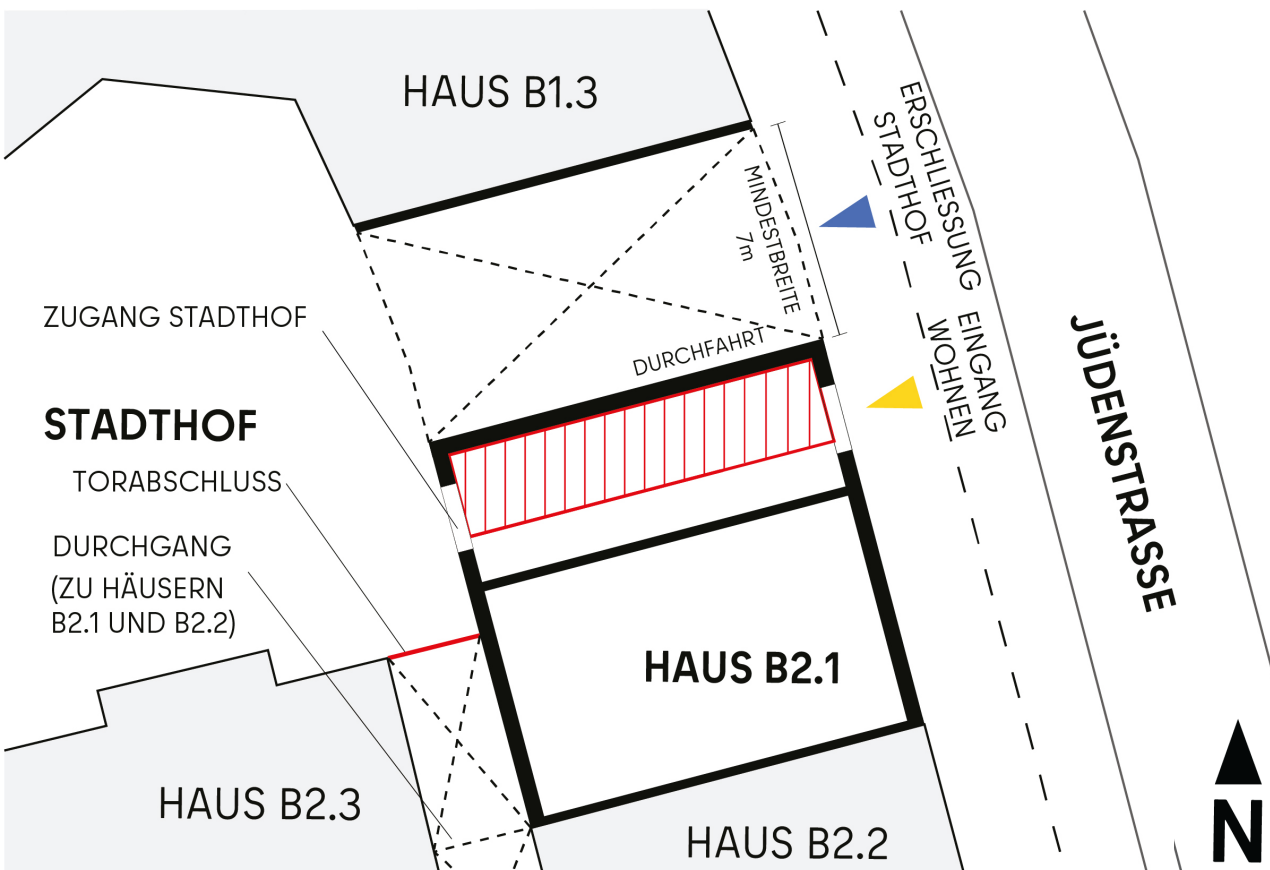 HAUS B1.3
ERSCHLIESSUNG
STADTHOF
MINDESTBREITE
7m
ZUGANG STADTHOF
DURCHFAHRT
EINGANG
WOHNEN
JÜDENSTRASSE
STADTHOF
TORABSCHLUSS
DURCHGANG
(ZU HÄUSERN
B2.1 UND B2.2)
HAUS B2.1
HAUS B2.3
HAUS B2.2
N